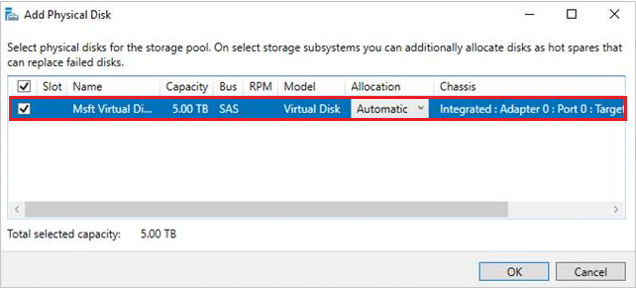 Add Physical Disk
Select physical disks for the storage pool. On select storage subsystems you can additionally allocate disks as hot spares that
can replace failed disks.
Slot Name Capacity Bus RPM Model Allocation Chassis
Msft Virtual Di... 5.00 TB SAS Virtual Disk Automatic Integrated : Adapter 0 : Port 0 : Target
Total selected capacity: 5.00 TB
OK Cancel